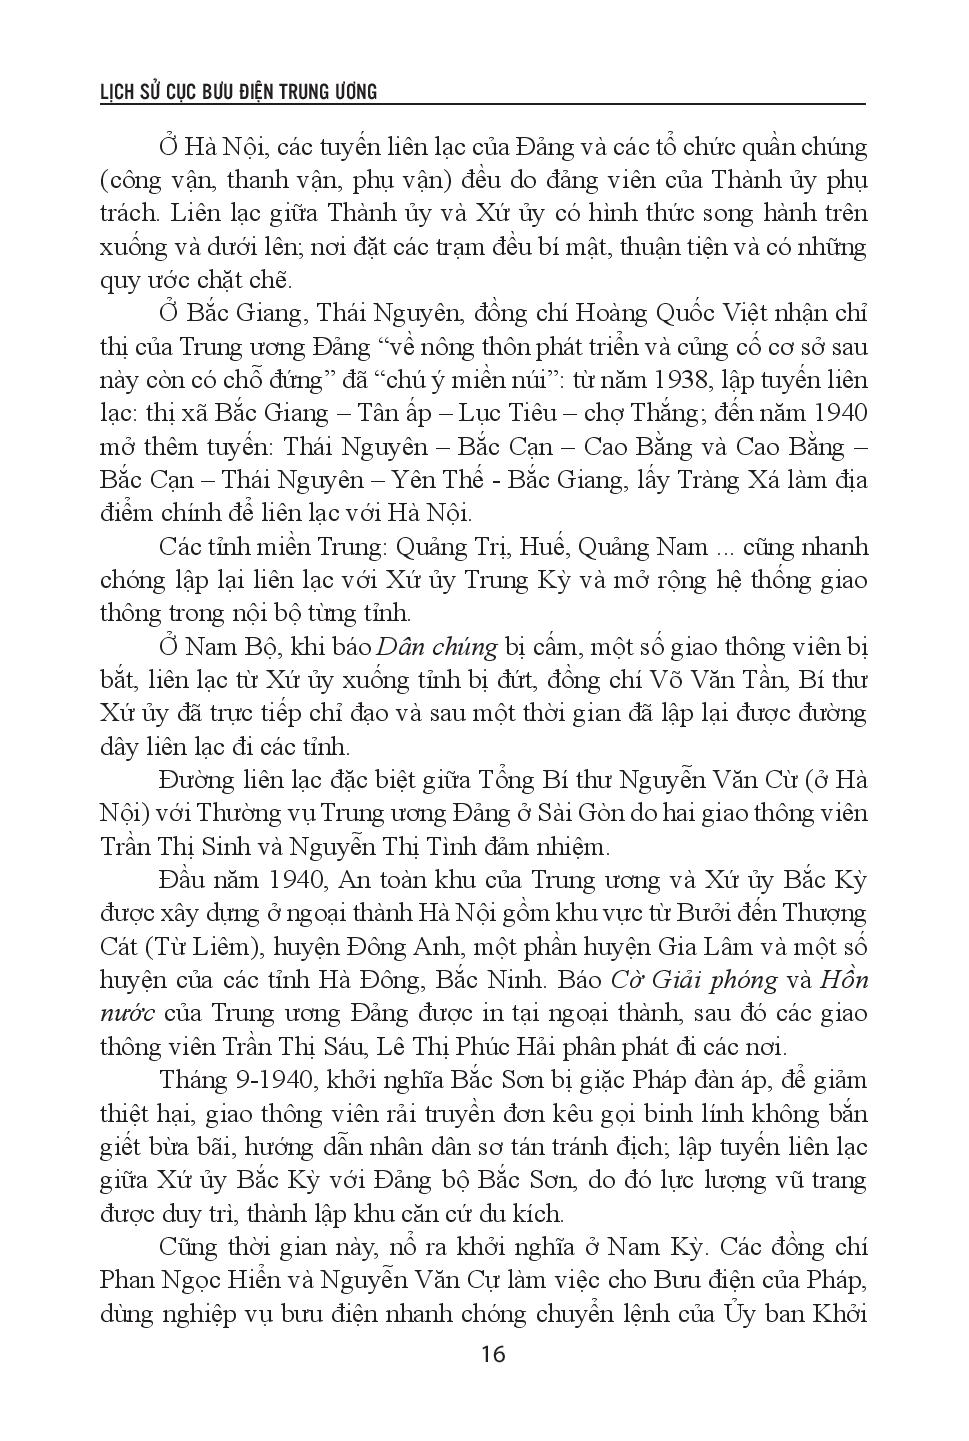 LỊCH SỬ CỤC BƯU ĐIỆN TRUNG ƯƠNG
Ở Hà Nội, các tuyến liên lạc của Đảng và các tổ chức quần chúng
(công vận, thanh vận, phụ vận) đều do đảng viên của Thành ủy phụ
trách. Liên lạc giữa Thành ủy và Xứ ủy có hình thức song hành trên
xuống và dưới lên; nơi đặt các trạm đều bí mật, thuận tiện và có những
quy ước chặt chẽ.
Ở Bắc Giang, Thái Nguyên, đồng chí Hoàng Quốc Việt nhận chỉ
thị của Trung ương Đảng “về nông thôn phát triển và củng cố cơ sở sau
này còn có chỗ đứng” đã “chú ý miền núi”: từ năm 1938, lập tuyến liên
lạc: thị xã Bắc Giang – Tân ấp – Lục Tiêu – chợ Thắng; đến năm 1940
mở thêm tuyến: Thái Nguyên – Bắc Cạn – Cao Bằng và Cao Bằng –
Bắc Cạn – Thái Nguyên – Yên Thế - Bắc Giang, lấy Tràng Xá làm địa
điểm chính để liên lạc với Hà Nội.
Các tỉnh miền Trung: Quảng Trị, Huế, Quảng Nam ... cũng nhanh
chóng lập lại liên lạc với Xứ ủy Trung Kỳ và mở rộng hệ thống giao
thông trong nội bộ từng tỉnh.
Ở Nam Bộ, khi báo Dân chúng bị cấm, một số giao thông viên bị
bắt, liên lạc từ Xứ ủy xuống tỉnh bị đứt, đồng chí Võ Văn Tần, Bí thư
Xứ ủy đã trực tiếp chỉ đạo và sau một thời gian đã lập lại được đường
dây liên lạc đi các tỉnh.
Đường liên lạc đặc biệt giữa Tổng Bí thư Nguyễn Văn Cừ (ở Hà
Nội) với Thường vụ Trung ương Đảng ở Sài Gòn do hai giao thông viên
Trần Thị Sinh và Nguyễn Thị Tình đảm nhiệm.
Đầu năm 1940, An toàn khu của Trung ương và Xứ ủy Bắc Kỳ
được xây dựng ở ngoại thành Hà Nội gồm khu vực từ Bưởi đến Thượng
Cát (Từ Liêm), huyện Đông Anh, một phần huyện Gia Lâm và một số
huyện của các tỉnh Hà Đông, Bắc Ninh. Báo Cờ Giải phóng và Hồn
nước của Trung ương Đảng được in tại ngoại thành, sau đó các giao
thông viên Trần Thị Sáu, Lê Thị Phúc Hải phân phát đi các nơi.
Tháng 9-1940, khởi nghĩa Bắc Sơn bị giặc Pháp đàn áp, để giảm
thiệt hại, giao thông viên rải truyền đơn kêu gọi binh lính không bắn
giết bừa bãi, hướng dẫn nhân dân sơ tán tránh địch; lập tuyến liên lạc
giữa Xứ ủy Bắc Kỳ với Đảng bộ Bắc Sơn, do đó lực lượng vũ trang
được duy trì, thành lập khu căn cứ du kích.
Cũng thời gian này, nổ ra khởi nghĩa ở Nam Kỳ. Các đồng chí
Phan Ngọc Hiển và Nguyễn Văn Cự làm việc cho Bưu điện của Pháp,
dùng nghiệp vụ bưu điện nhanh chóng chuyển lệnh của Ủy ban Khởi
16